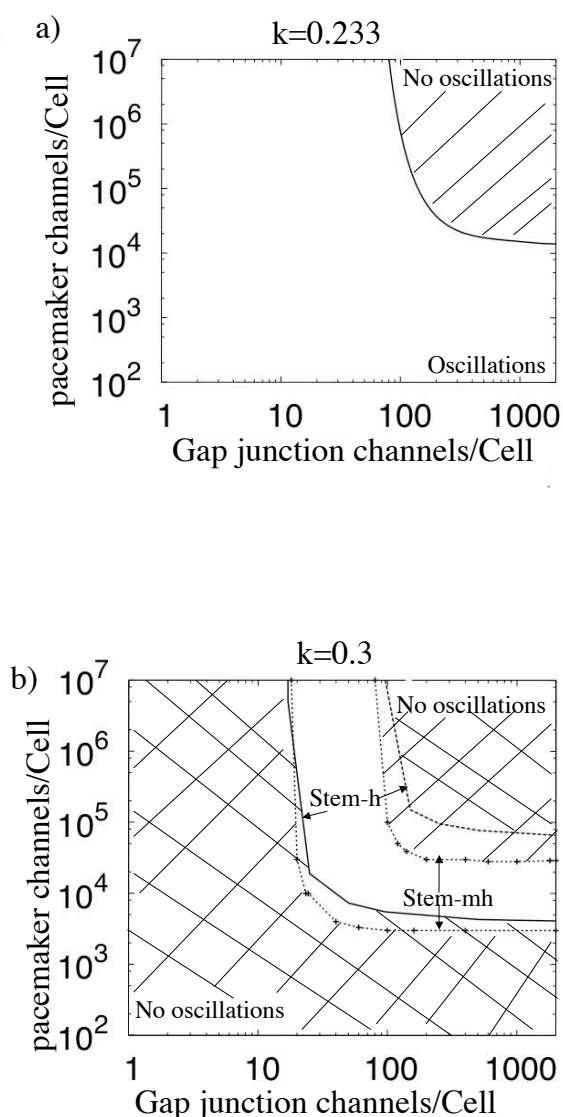 a)
k=0.233
pacemaker channels/Cell
10^7
10^6
10^5
10^4
10^3
10^2
No oscillations
Oscillations
1 10 100 1000
Gap junction channels/Cell
b)
k=0.3
pacemaker channels/Cell
10^7
10^6
10^5
10^4
10^3
10^2
No oscillations
Stem-h
Stem-mh
No oscillations
1 10 100 1000
Gap junction channels/Cell